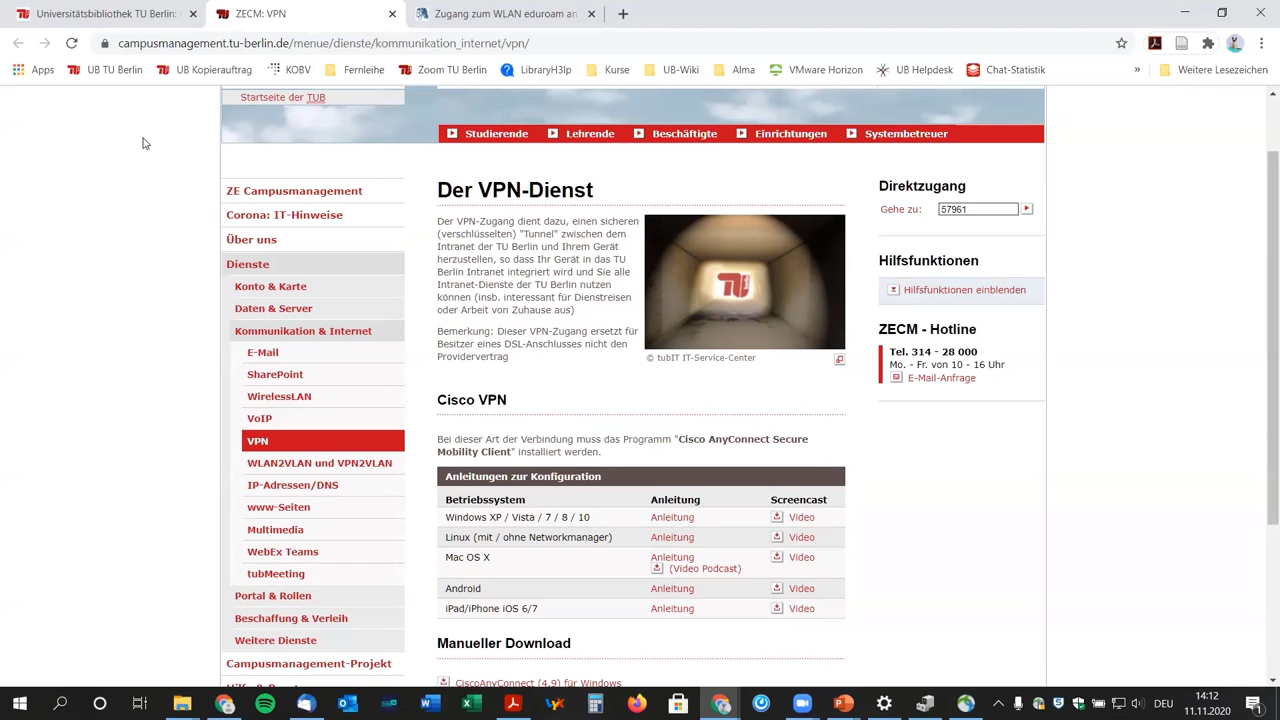 Universitätsbibliothek TU Berlin:
ZECM: VPN
Zugang zum WLAN eduroam an
campusmanagement.tu-berlin.de/menue/dienste/kommunikation_internet/vpn/
Apps
UB TU Berlin
UB Kopierauftrag
KOBV
Fernleihe
Zoom TU Berlin
LibraryH3lp
Kurse
UB-Wiki
Alma
VMware Horizon
UB Helpdesk
Chat-Statistik
»
Weitere Lesezeichen
Startseite der TUB
Studierende
Lehrende
Beschäftigte
Einrichtungen
Systembetreuer
ZE Campusmanagement
Corona: IT-Hinweise
Über uns
Dienste
Konto & Karte
Daten & Server
Kommunikation & Internet
E-Mail
SharePoint
WirelessLAN
VoIP
VPN
WLAN2VLAN und VPN2VLAN
IP-Adressen/DNS
www-Seiten
Multimedia
WebEx Teams
tubMeeting
Portal & Rollen
Beschaffung & Verleih
Weitere Dienste
Campusmanagement-Projekt
Der VPN-Dienst
Der VPN-Zugang dient dazu, einen sicheren
(verschlüsselten) "Tunnel" zwischen dem
Intranet der TU Berlin und Ihrem Gerät
herzustellen, so dass Ihr Gerät in das TU
Berlin Intranet integriert wird und Sie alle
Intranet-Dienste der TU Berlin nutzen
können (insb. interessant für Dienstreisen
oder Arbeit von Zuhause aus)
Bemerkung: Dieser VPN-Zugang ersetzt für
Besitzer eines DSL-Anschlusses nicht den
Providervertrag
© tubIT IT-Service-Center
Cisco VPN
Bei dieser Art der Verbindung muss das Programm "Cisco AnyConnect Secure
Mobility Client" installiert werden.
Anleitungen zur Konfiguration
Betriebssystem Anleitung Screencast
Windows XP / Vista / 7 / 8 / 10 Anleitung Video
Linux (mit / ohne Networkmanager) Anleitung Video
Mac OS X Anleitung Video
(Video Podcast)
Android Anleitung Video
iPad/iPhone iOS 6/7 Anleitung Video
Manueller Download
CiscoAnyConnect (4.9) für Windows
Direktzugang
Gehe zu: 57961
Hilfsfunktionen
Hilfsfunktionen einblenden
ZECM - Hotline
Tel. 314 - 28 000
Mo. - Fr. von 10 - 16 Uhr
E-Mail-Anfrage
DEU
14:12
11.11.2020